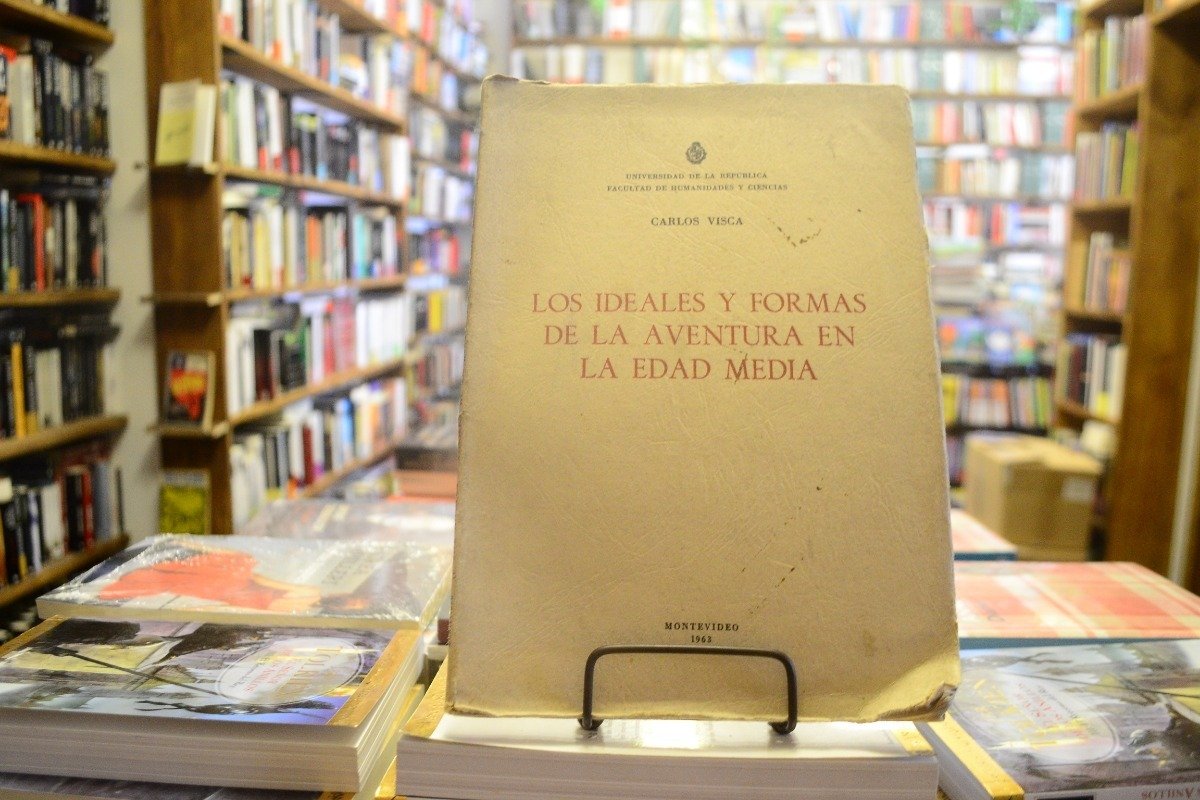 UNIVERSIDAD DE LA REPUBLICA
FACULTAD DE HUMANIDADES Y CIENCIAS
CARLOS VISCA
LOS IDEALES Y FORMAS
DE LA AVENTURA EN
LA EDAD MEDIA
MONTEVIDEO
1963